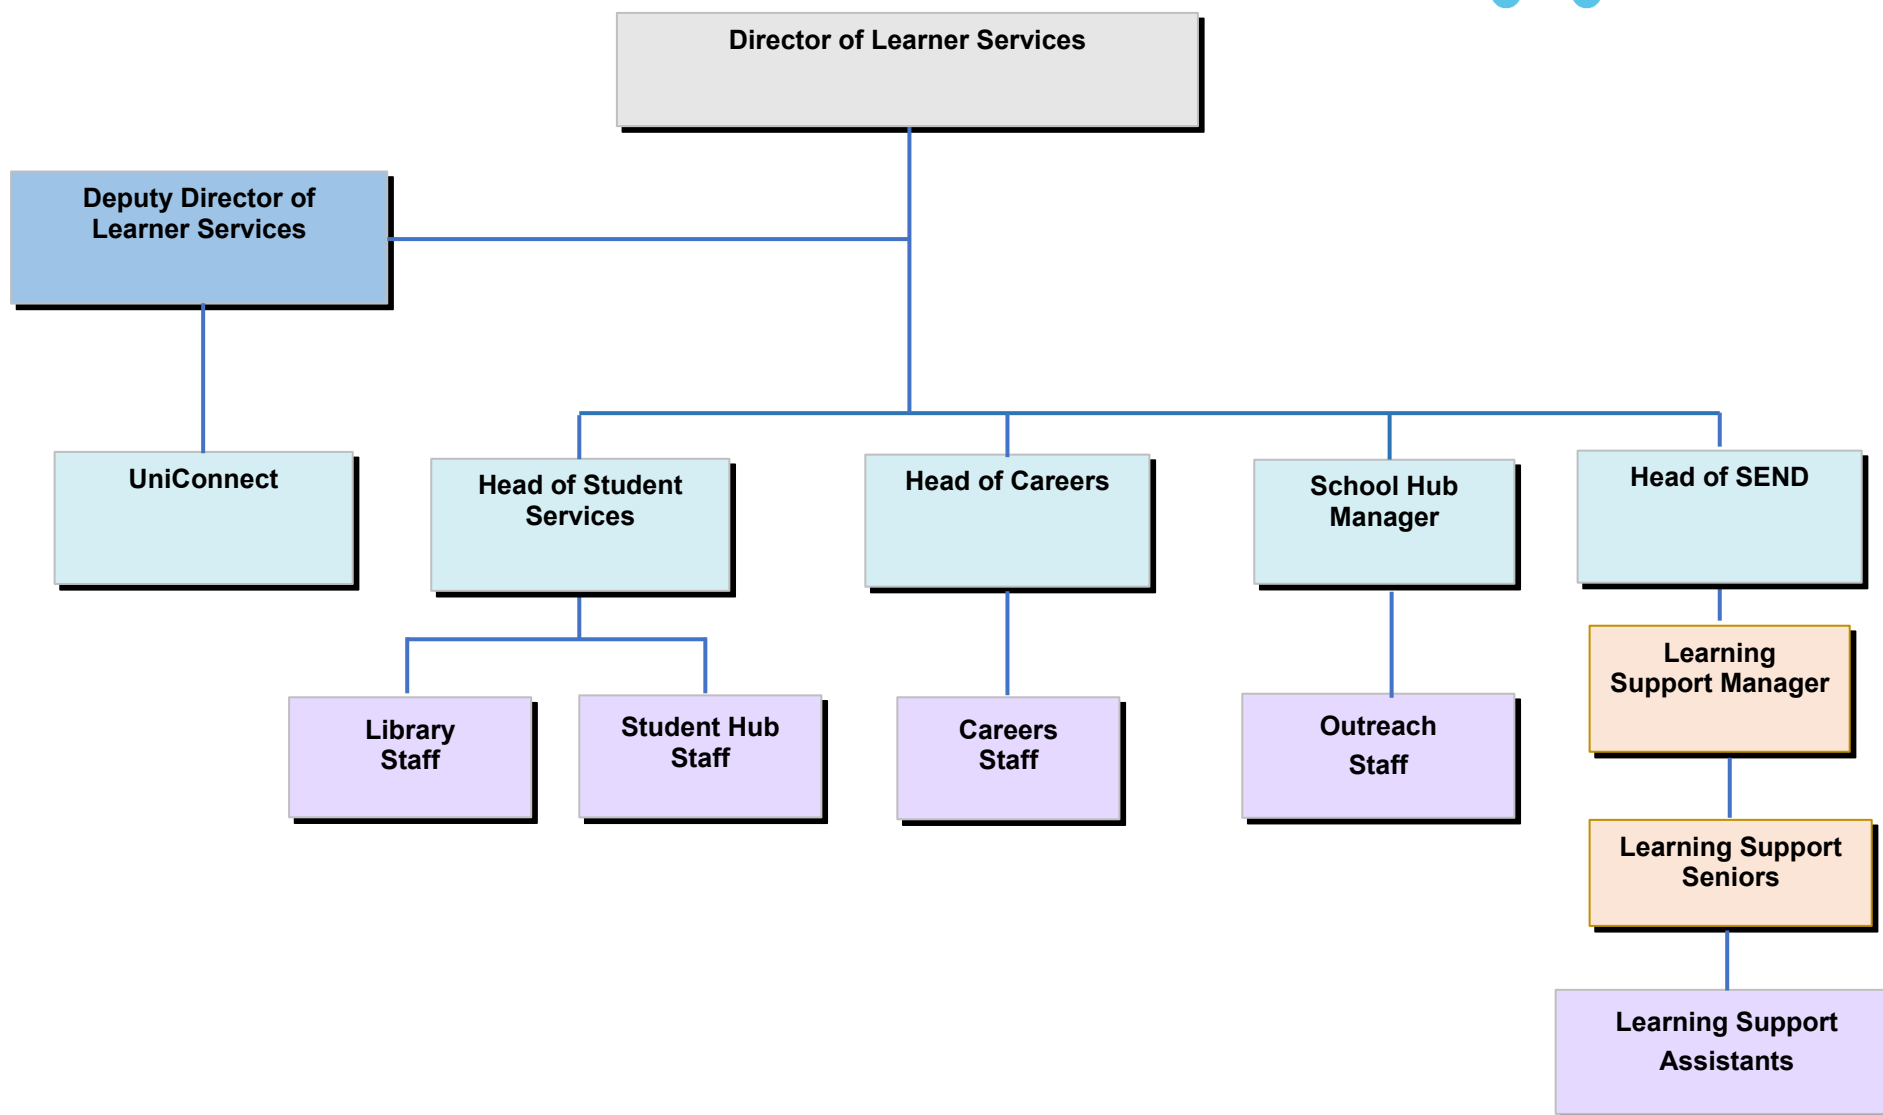 Director of Learner Services
Deputy Director of
Learner Services
UniConnect
Head of Student
Services
Head of Careers
School Hub
Manager
Head of SEND
Learning
Support Manager
Library
Staff
Student Hub
Staff
Careers
Staff
Outreach
Staff
Learning Support
Seniors
Learning Support
Assistants